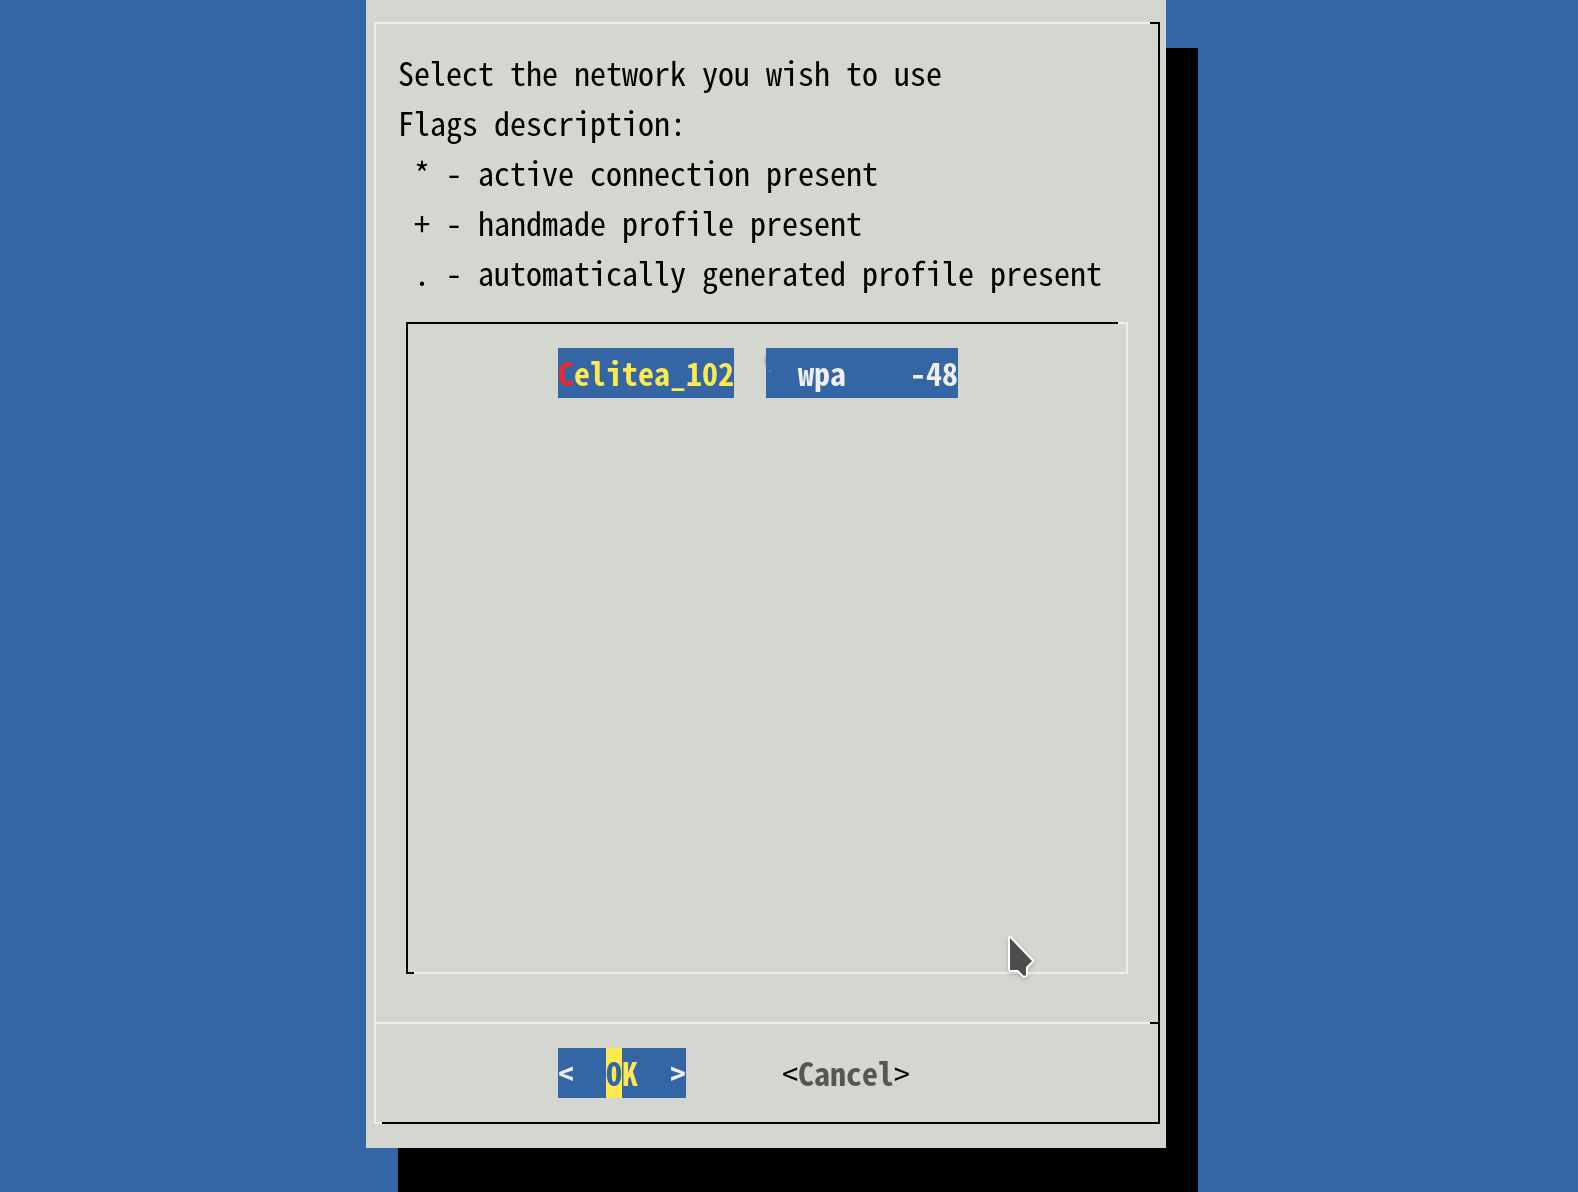 Select the network you wish to use
Flags description:
* - active connection present
+ - handmade profile present
. - automatically generated profile present
Celitea_102 wpa -48
< OK > <Cancel>